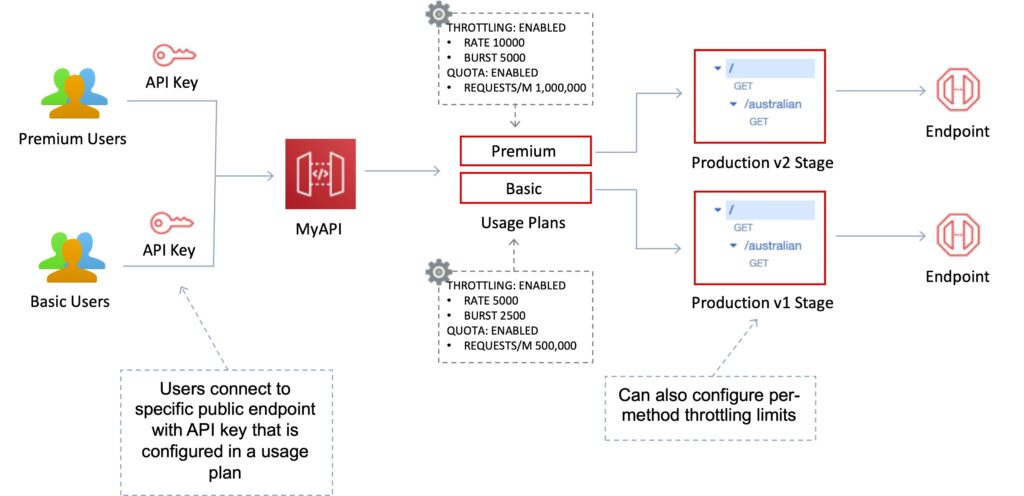 THROTTLING: ENABLED
• RATE 10000
• BURST 5000
QUOTA: ENABLED
• REQUESTS/M 1,000,000
API Key
Premium Users
/
GET
/australian
GET
Production v2 Stage
Endpoint
Premium
Basic
Usage Plans
</>
MyAPI
API Key
Basic Users
/
GET
/australian
GET
Production v1 Stage
Endpoint
THROTTLING: ENABLED
• RATE 5000
• BURST 2500
QUOTA: ENABLED
• REQUESTS/M 500,000
Users connect to
specific public endpoint
with API key that is
configured in a usage
plan
Can also configure per-
method throttling limits